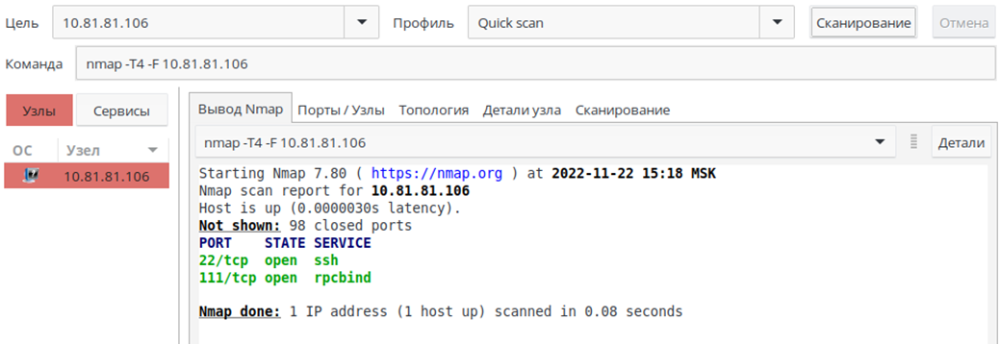 Цель 10.81.81.106 Профиль Quick scan Сканирование Отмена
Команда nmap -T4 -F 10.81.81.106
Узлы Сервисы
ОС Узел
10.81.81.106
Вывод Nmap Порты / Узлы Топология Детали узла Сканирование
nmap -T4 -F 10.81.81.106 Детали
Starting Nmap 7.80 ( https://nmap.org ) at 2022-11-22 15:18 MSK
Nmap scan report for 10.81.81.106
Host is up (0.0000030s latency).
Not shown: 98 closed ports
PORT    STATE SERVICE
22/tcp  open  ssh
111/tcp open  rpcbind
Nmap done: 1 IP address (1 host up) scanned in 0.08 seconds